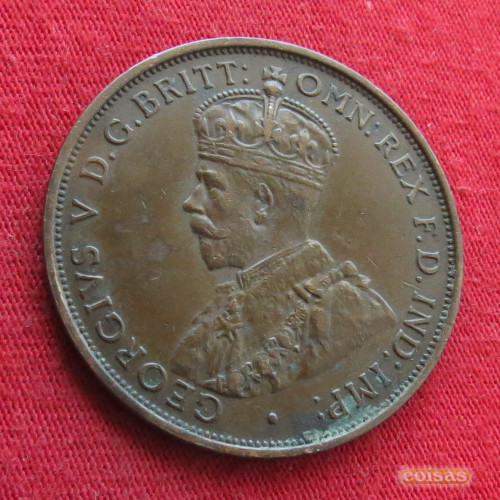 GEORGIVS V D.G.BRITT: OMN: REX F.D.IND: IMP:
coisas